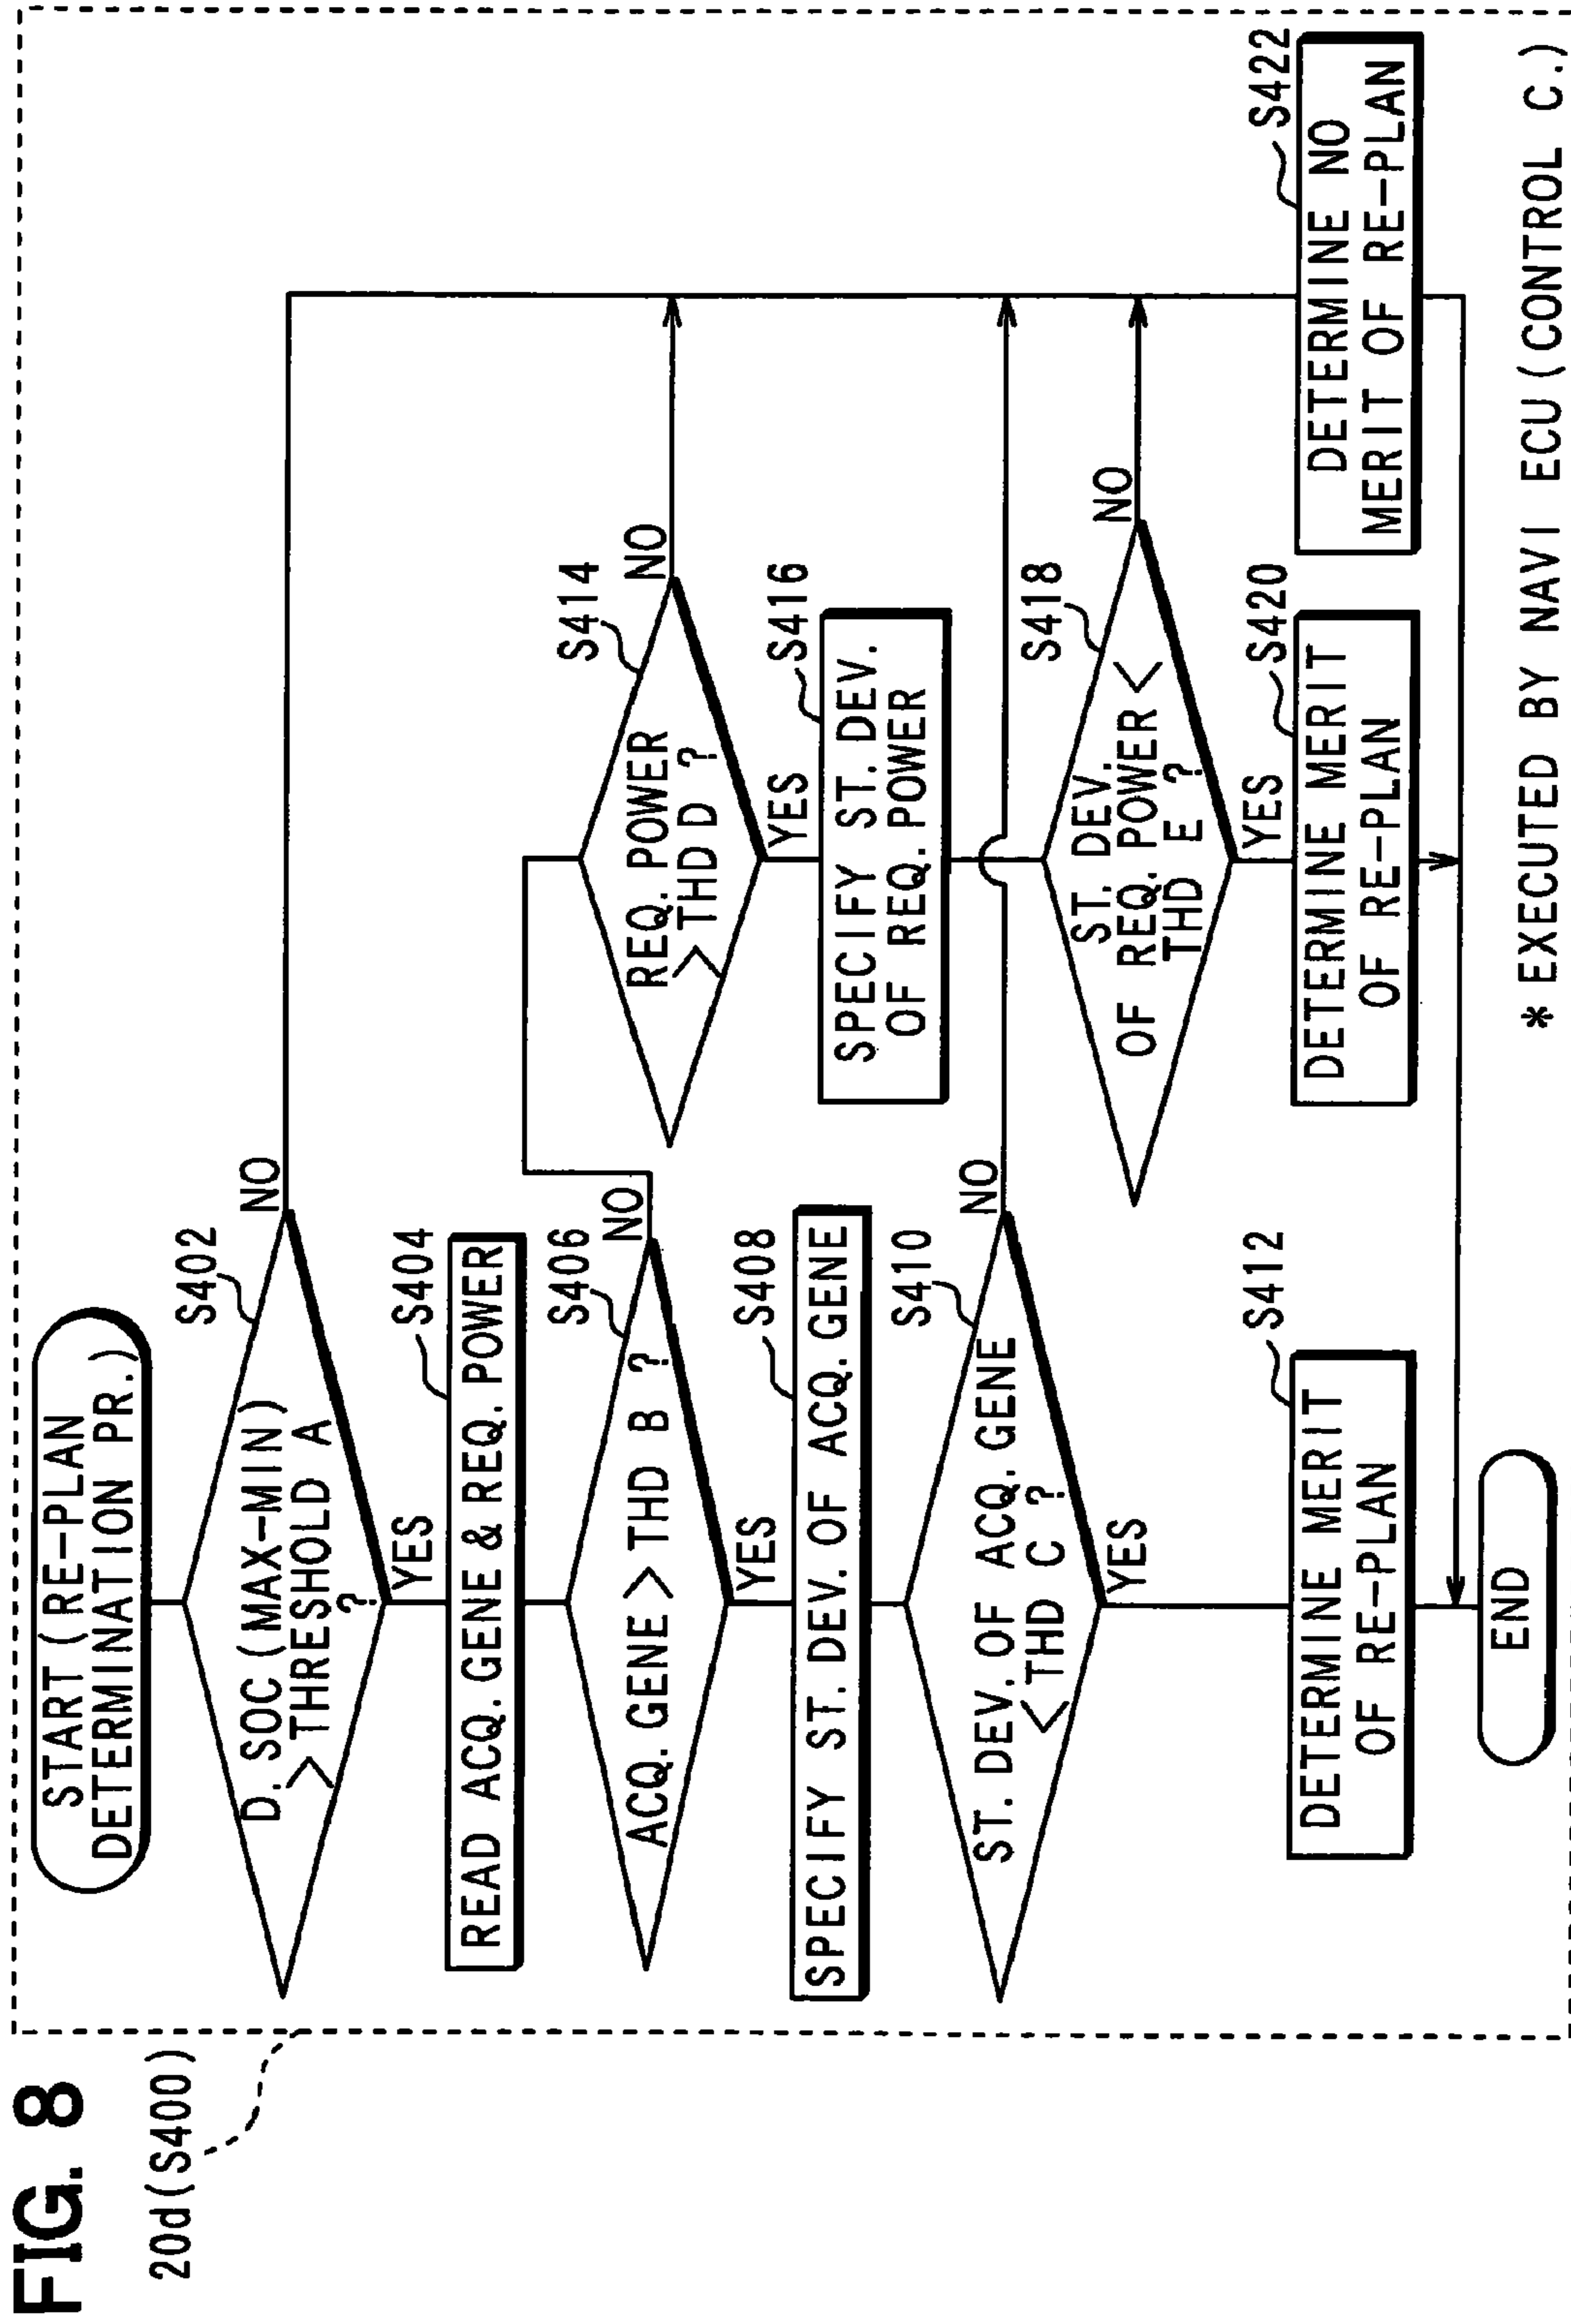 FIG. 8
20d(S400)
START(RE-PLAN
DETERMINATION PR.)
S402
D.SOC(MAX-MIN)
>THRESHOLD A
?
NO
YES
S404
READ ACQ.GENE & REQ.POWER
S406
ACQ.GENE>THD B ?
NO
YES
S408
SPECIFY ST.DEV.OF ACQ.GENE
S410
ST.DEV.OF ACQ.GENE
<THD C ?
NO
YES
S412
DETERMINE MERIT
OF RE-PLAN
END
S414
REQ.POWER
>THD D ?
NO
YES
S416
SPECIFY ST.DEV.
OF REQ.POWER
S418
ST. DEV.
OF REQ.POWER<
THD E ?
NO
YES
S420
DETERMINE MERIT
OF RE-PLAN
S422
DETERMINE NO
MERIT OF RE-PLAN
*EXECUTED BY NAVI ECU(CONTROL C.)